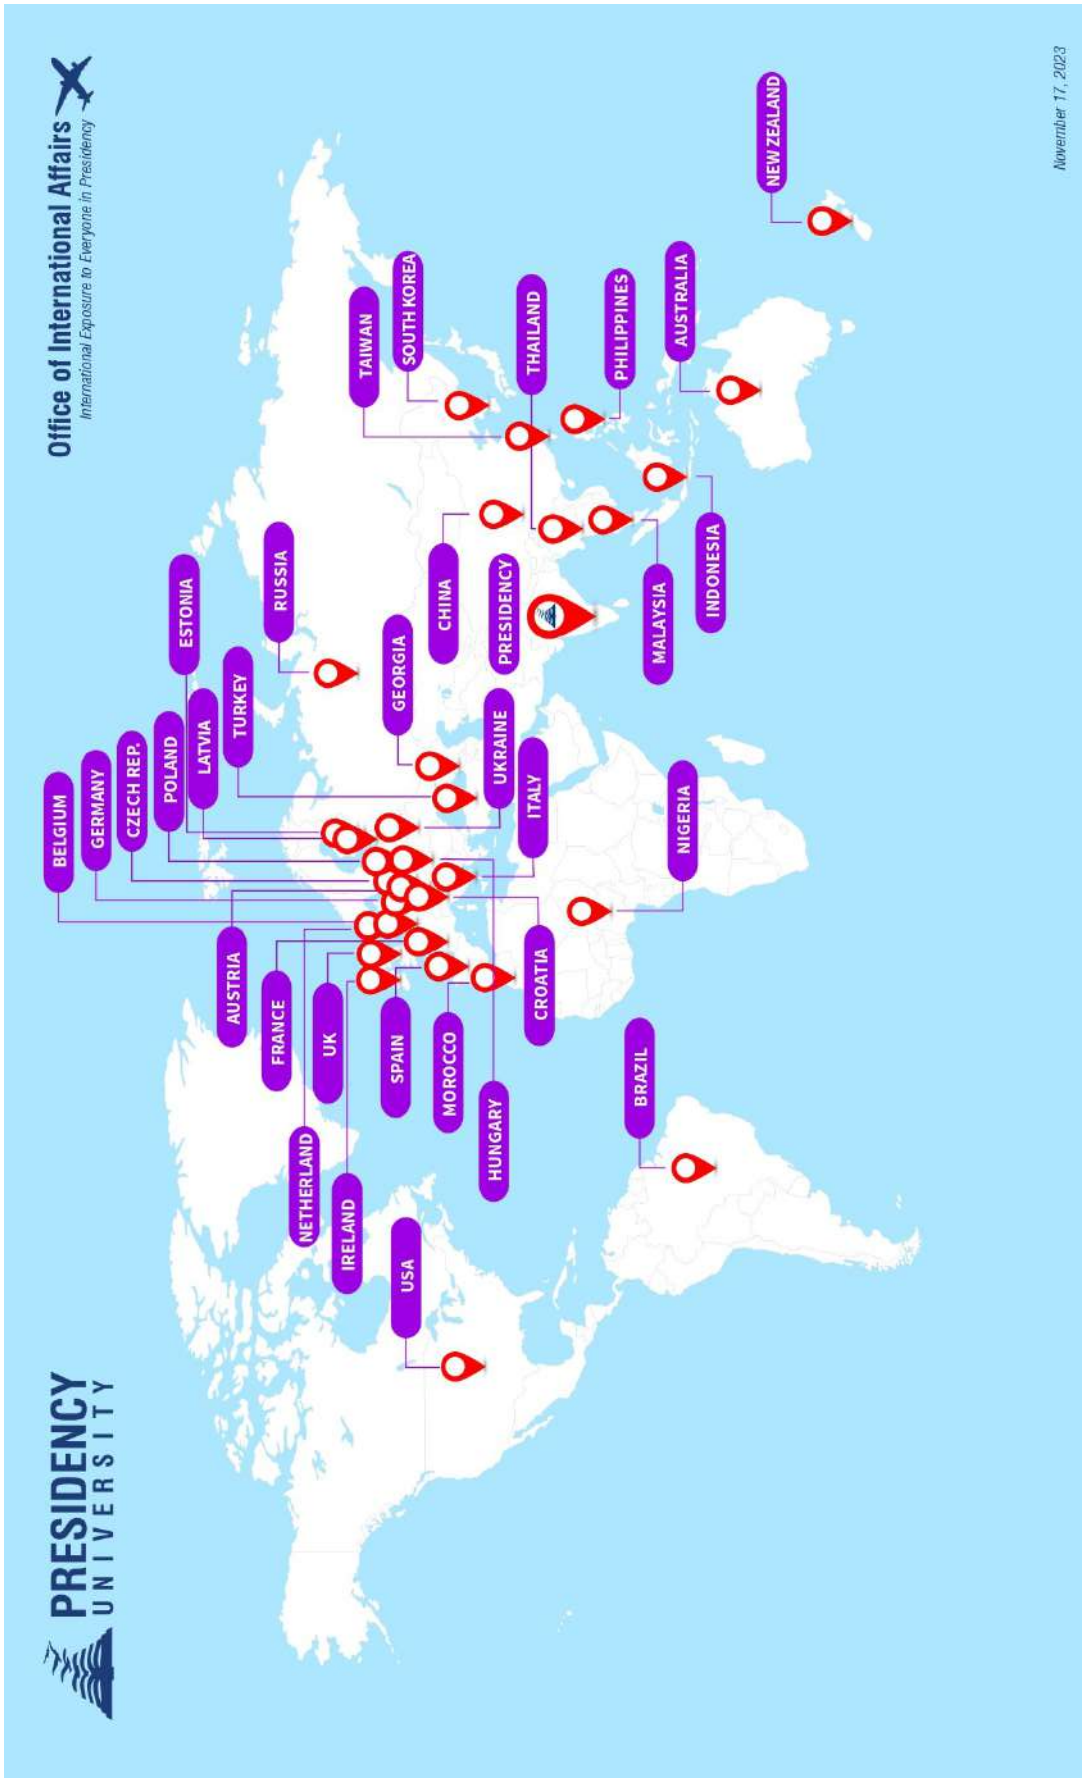 PRESIDENCY
UNIVERSITY
Office of International Affairs
International Exposure to Everyone in Presidency
BELGIUM
GERMANY
CZECH REP.
POLAND
ESTONIA
LATVIA
TURKEY
RUSSIA
AUSTRIA
FRANCE
NETHERLAND
UK
IRELAND
SPAIN
USA
MOROCCO
HUNGARY
CROATIA
GEORGIA
UKRAINE
ITALY
CHINA
PRESIDENCY
TAIWAN
SOUTH KOREA
THAILAND
PHILIPPINES
AUSTRALIA
NEW ZEALAND
MALAYSIA
INDONESIA
NIGERIA
BRAZIL
November 17, 2023